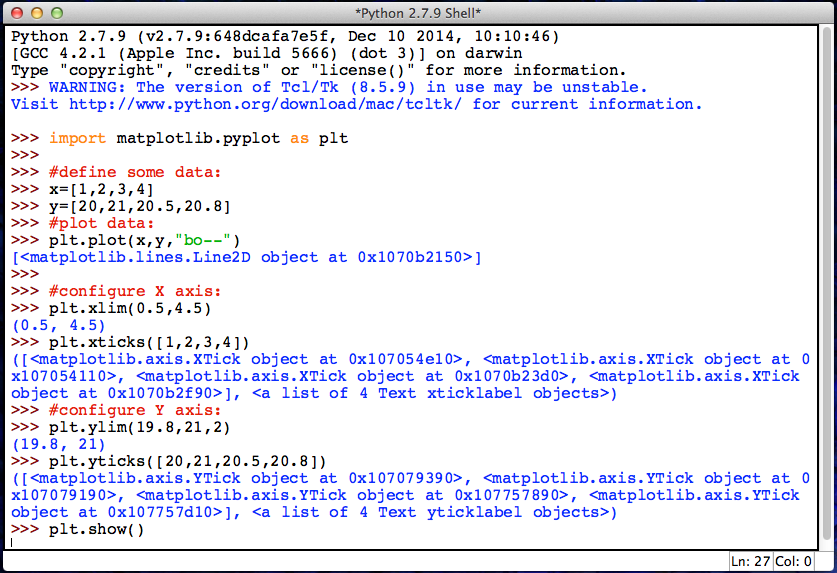 *Python 2.7.9 Shell*
Python 2.7.9 (v2.7.9:648dcafa7e5f, Dec 10 2014, 10:10:46)
[GCC 4.2.1 (Apple Inc. build 5666) (dot 3)] on darwin
Type "copyright", "credits" or "license()" for more information.
>>> WARNING: The version of Tcl/Tk (8.5.9) in use may be unstable.
Visit http://www.python.org/download/mac/tcltk/ for current information.
>>> import matplotlib.pyplot as plt
>>>
>>> #define some data:
>>> x=[1,2,3,4]
>>> y=[20,21,20.5,20.8]
>>> #plot data:
>>> plt.plot(x,y,"bo--")
[<matplotlib.lines.Line2D object at 0x1070b2150>]
>>>
>>> #configure X axis:
>>> plt.xlim(0.5,4.5)
(0.5, 4.5)
>>> plt.xticks([1,2,3,4])
([<matplotlib.axis.XTick object at 0x107054e10>, <matplotlib.axis.XTick object at 0
x107054110>, <matplotlib.axis.XTick object at 0x1070b23d0>, <matplotlib.axis.XTick
object at 0x1070b2f90>], <a list of 4 Text xticklabel objects>)
>>> #configure Y axis:
>>> plt.ylim(19.8,21,2)
(19.8, 21)
>>> plt.yticks([20,21,20.5,20.8])
([<matplotlib.axis.YTick object at 0x107079390>, <matplotlib.axis.YTick object at 0
x107079190>, <matplotlib.axis.YTick object at 0x107757890>, <matplotlib.axis.YTick
object at 0x107757d10>], <a list of 4 Text yticklabel objects>)
>>> plt.show()
Ln: 27 Col: 0